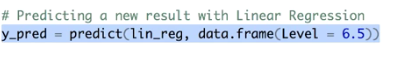 # Predicting a new result with Linear Regression
y_pred = predict(lin_reg, data.frame(Level = 6.5))